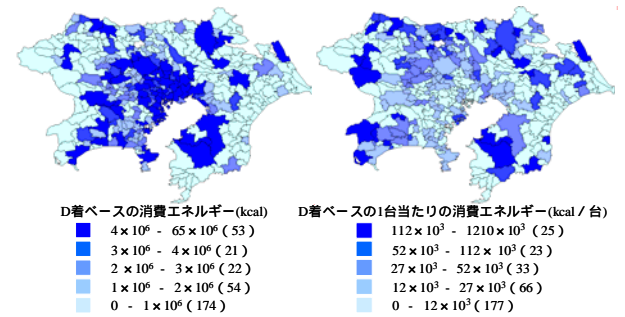 D着ベースの消費エネルギー(kcal)
4×10⁶ - 65×10⁶(53)
3×10⁶ - 4×10⁶(21)
2×10⁶ - 3×10⁶(22)
1×10⁶ - 2×10⁶(54)
0 - 1×10⁶(174)
D着ベースの1台当たりの消費エネルギー(kcal/台)
112×10³ - 1210×10³(25)
52×10³ - 112×10³(23)
27×10³ - 52×10³(33)
12×10³ - 27×10³(66)
0 - 12×10³(177)